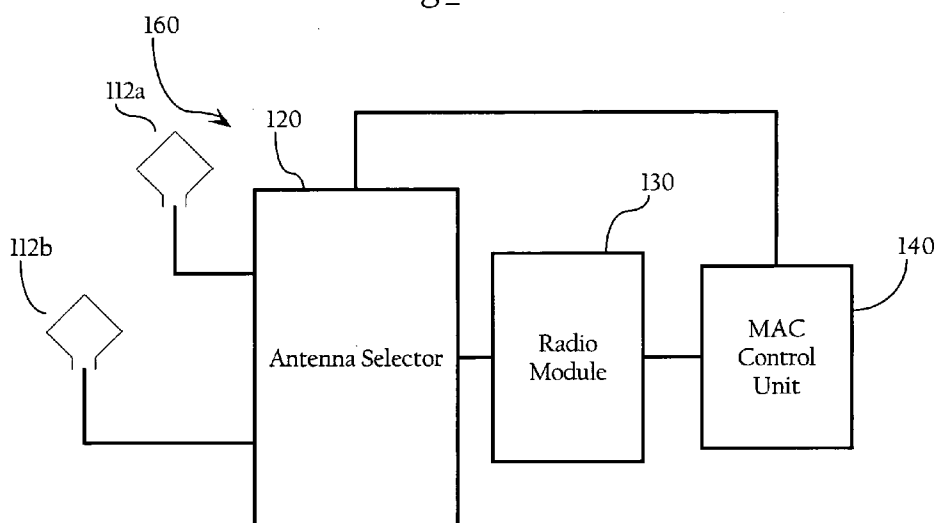 160
112a
120
130
112b
140
Antenna Selector
Radio
Module
MAC
Control
Unit